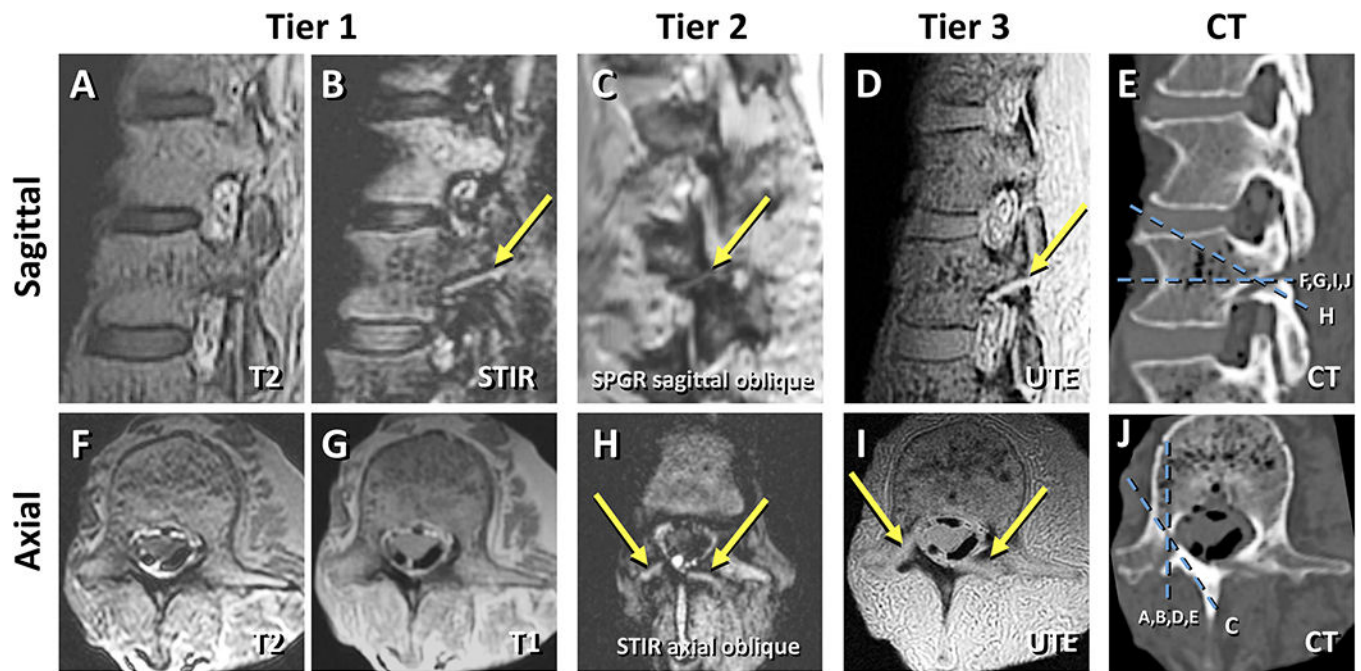 Tier 1
Tier 2
Tier 3
CT
Sagittal
A
T2
B
STIR
C
SPGR sagittal oblique
D
UTE
E
F,G,I,J
H
CT
Axial
F
T2
G
T1
H
STIR axial oblique
I
UTE
J
A,B,D,E
C
CT